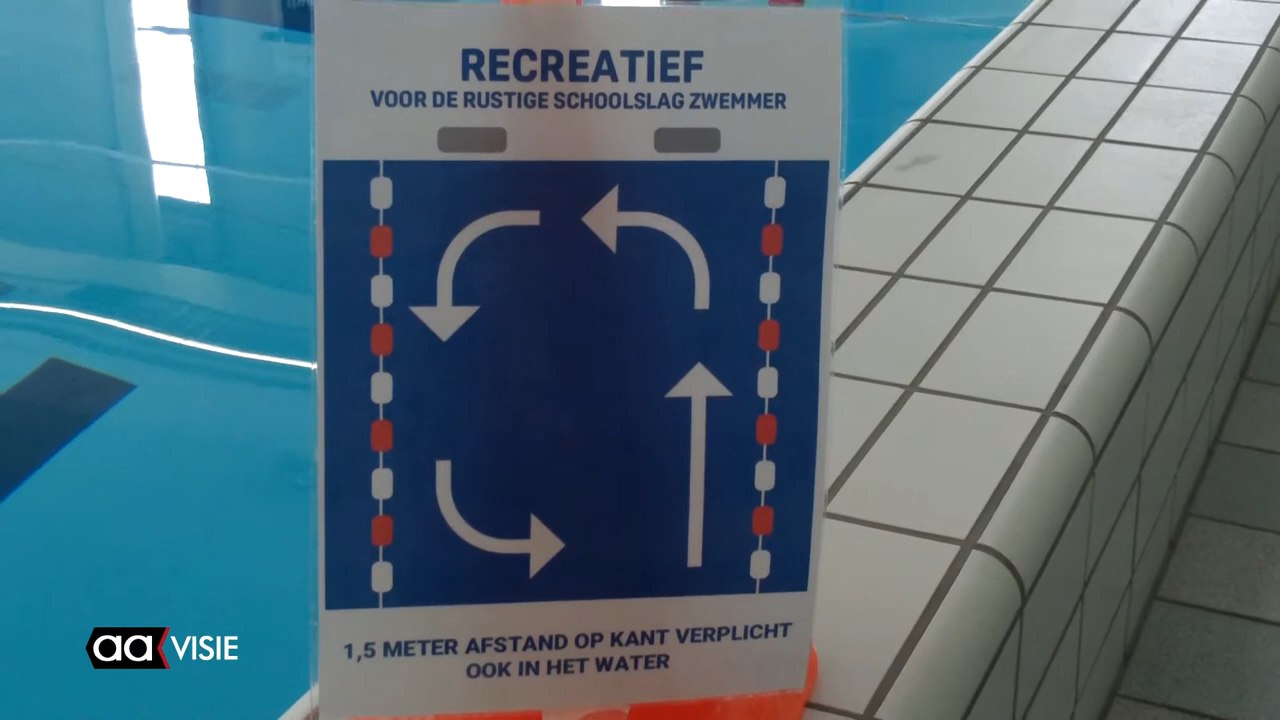 RECREATIEF
VOOR DE RUSTIGE SCHOOLSLAG ZWEMMER
1,5 METER AFSTAND OP KANT VERPLICHT
OOK IN HET WATER
aa VISIE